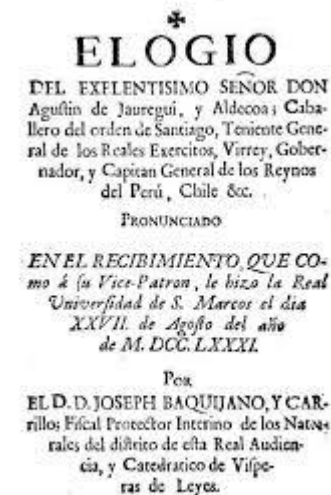 ELOGIO
DEL EXELENTISIMO SEÑOR DON
Agustin de Jauregui, y Aldecoa; Caba-
llero del orden de Santiago, Teniente Gene-
ral de los Reales Exercitos, Virrey, Gober-
nador, y Capitan General de los Reynos
del Perú, Chile &c.
PRONUNCIADO
EN EL RECIBIMIENTO, QUE CO-
mo á su Vice-Patron, le hizo la Real
Universidad de S. Marcos el dia
XXVII. de Agosto del año
de M. DCC. LXXXI.
POR
EL D. D. JOSEPH BAQUIJANO, Y CAR-
rillo; Fiscal Protector Interino de los Natu-
rales del distrito de esta Real Audien-
cia, y Catedratico de Vispe-
ras de Leyes.